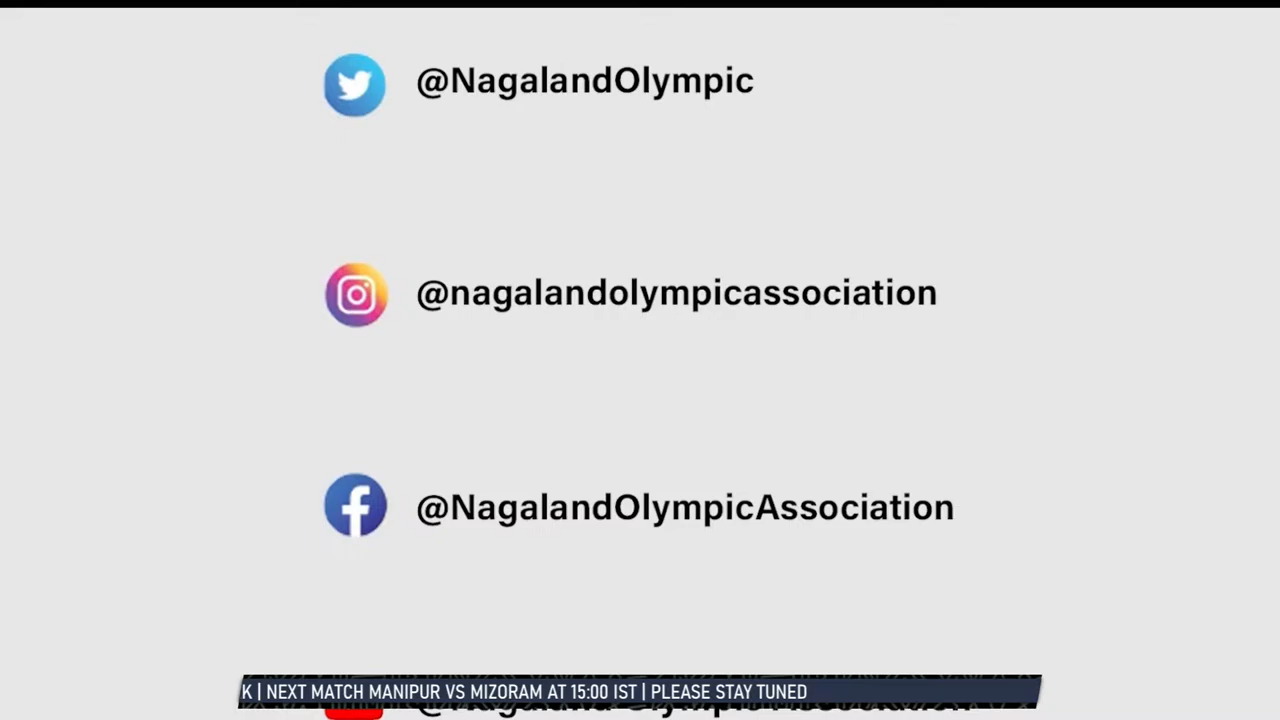 @NagalandOlympic
@nagalandolympicassociation
@NagalandOlympicAssociation
K | NEXT MATCH MANIPUR VS MIZORAM AT 15:00 IST | PLEASE STAY TUNED